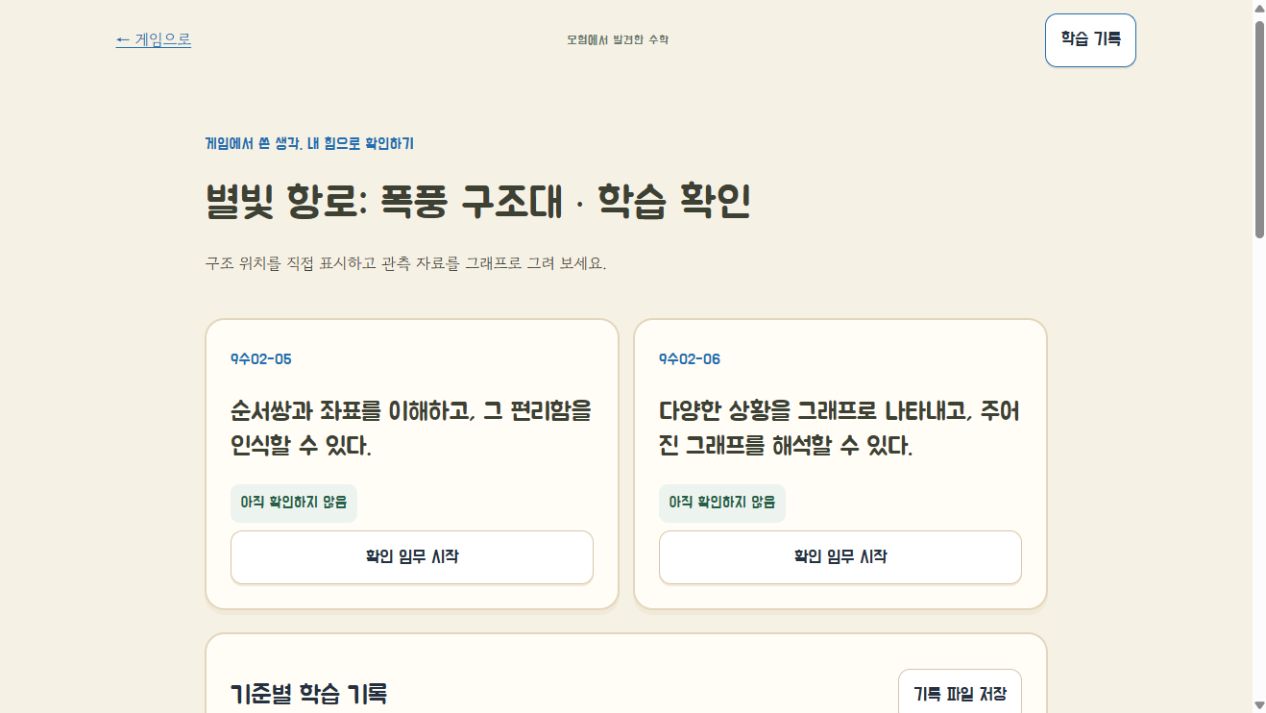 ← 게임으로
모험에서 발견한 수학
학습 기록
게임에서 쓴 생각, 내 힘으로 확인하기
별빛 항로: 폭풍 구조대 · 학습 확인
구조 위치를 직접 표시하고 관측 자료를 그래프로 그려 보세요.
9수02-05
순서쌍과 좌표를 이해하고, 그 편리함을
인식할 수 있다.
아직 확인하지 않음
확인 임무 시작
9수02-06
다양한 상황을 그래프로 나타내고, 주어
진 그래프를 해석할 수 있다.
아직 확인하지 않음
확인 임무 시작
기준별 학습 기록
기록 파일 저장